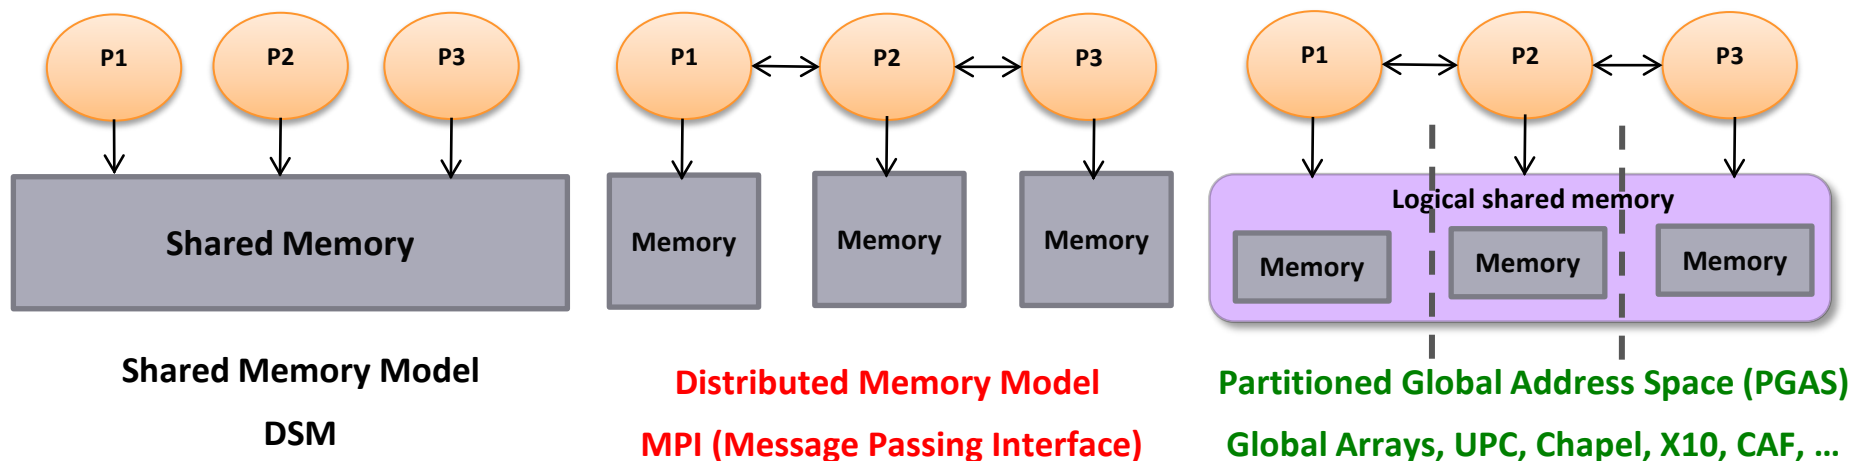 P1
P2
P3
Shared Memory
Shared Memory Model
DSM
P1
P2
P3
Memory
Memory
Memory
Distributed Memory Model
MPI (Message Passing Interface)
P1
P2
P3
Logical shared memory
Memory
Memory
Memory
Partitioned Global Address Space (PGAS)
Global Arrays, UPC, Chapel, X10, CAF, …